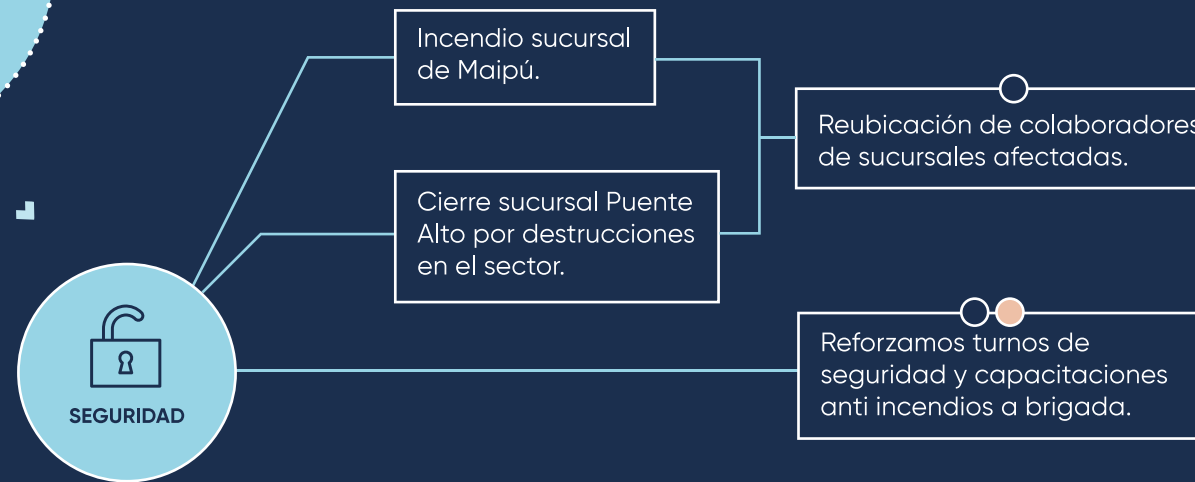 Incendio sucursal
de Maipú.
Reubicación de colaboradores
de sucursales afectadas.
Cierre sucursal Puente
Alto por destrucciones
en el sector.
Reforzamos turnos de
seguridad y capacitaciones
anti incendios a brigada.
SEGURIDAD